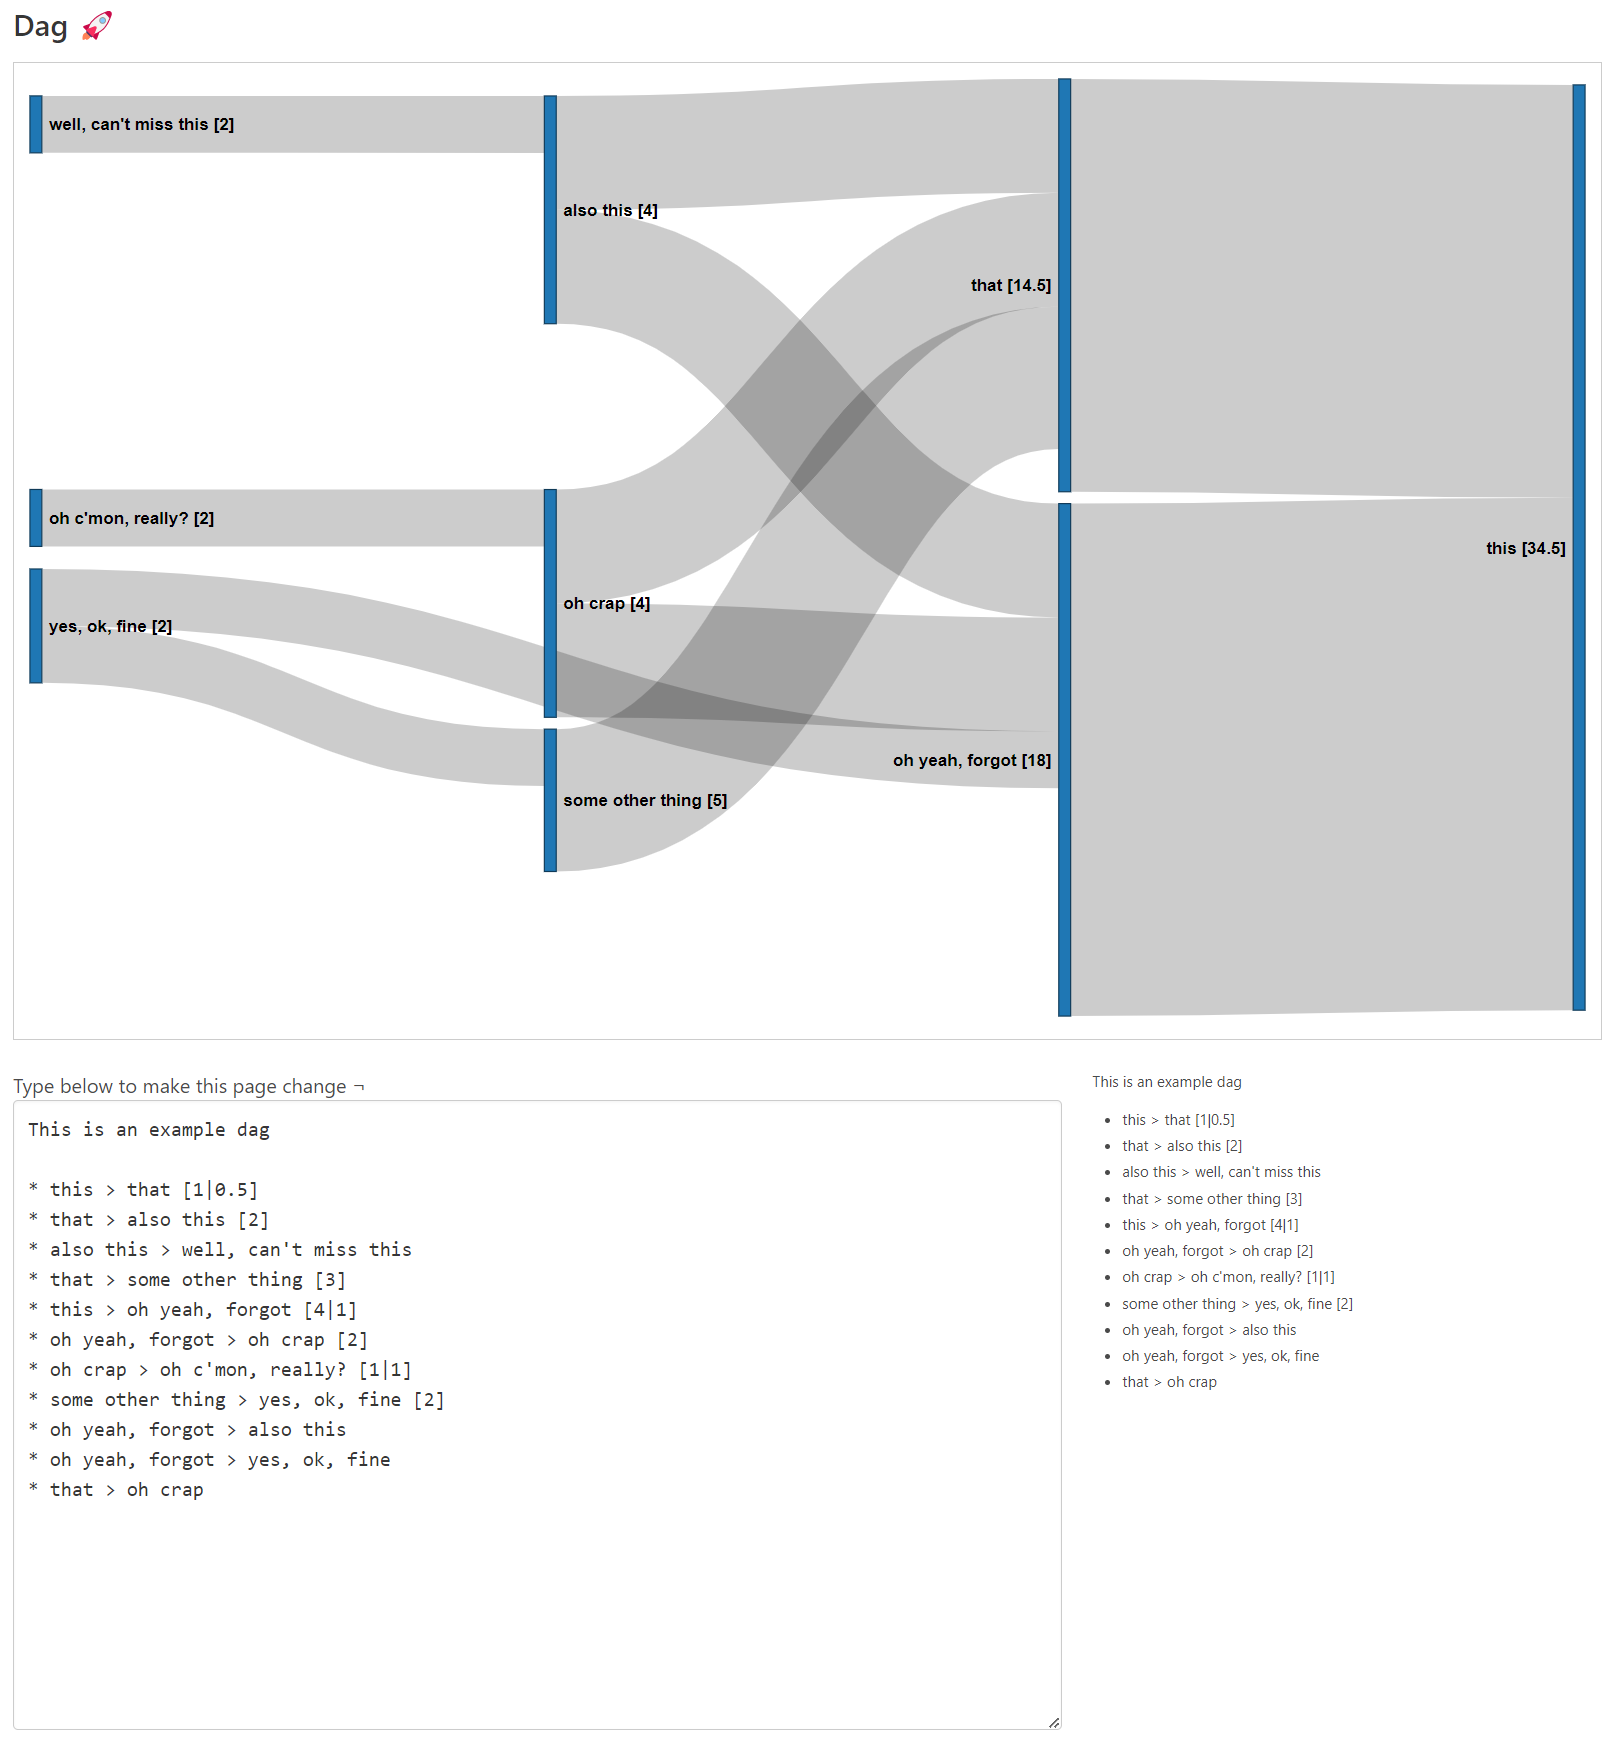 Dag 🚀
well, can't miss this [2]
also this [4]
that [14.5]
oh c'mon, really? [2]
this [34.5]
oh crap [4]
yes, ok, fine [2]
oh yeah, forgot [18]
some other thing [5]
Type below to make this page change ¬
This is an example dag
* this > that [1|0.5]
* that > also this [2]
* also this > well, can't miss this
* that > some other thing [3]
* this > oh yeah, forgot [4|1]
* oh yeah, forgot > oh crap [2]
* oh crap > oh c'mon, really? [1|1]
* some other thing > yes, ok, fine [2]
* oh yeah, forgot > also this
* oh yeah, forgot > yes, ok, fine
* that > oh crap
This is an example dag
• this > that [1|0.5]
• that > also this [2]
• also this > well, can't miss this
• that > some other thing [3]
• this > oh yeah, forgot [4|1]
• oh yeah, forgot > oh crap [2]
• oh crap > oh c'mon, really? [1|1]
• some other thing > yes, ok, fine [2]
• oh yeah, forgot > also this
• oh yeah, forgot > yes, ok, fine
• that > oh crap